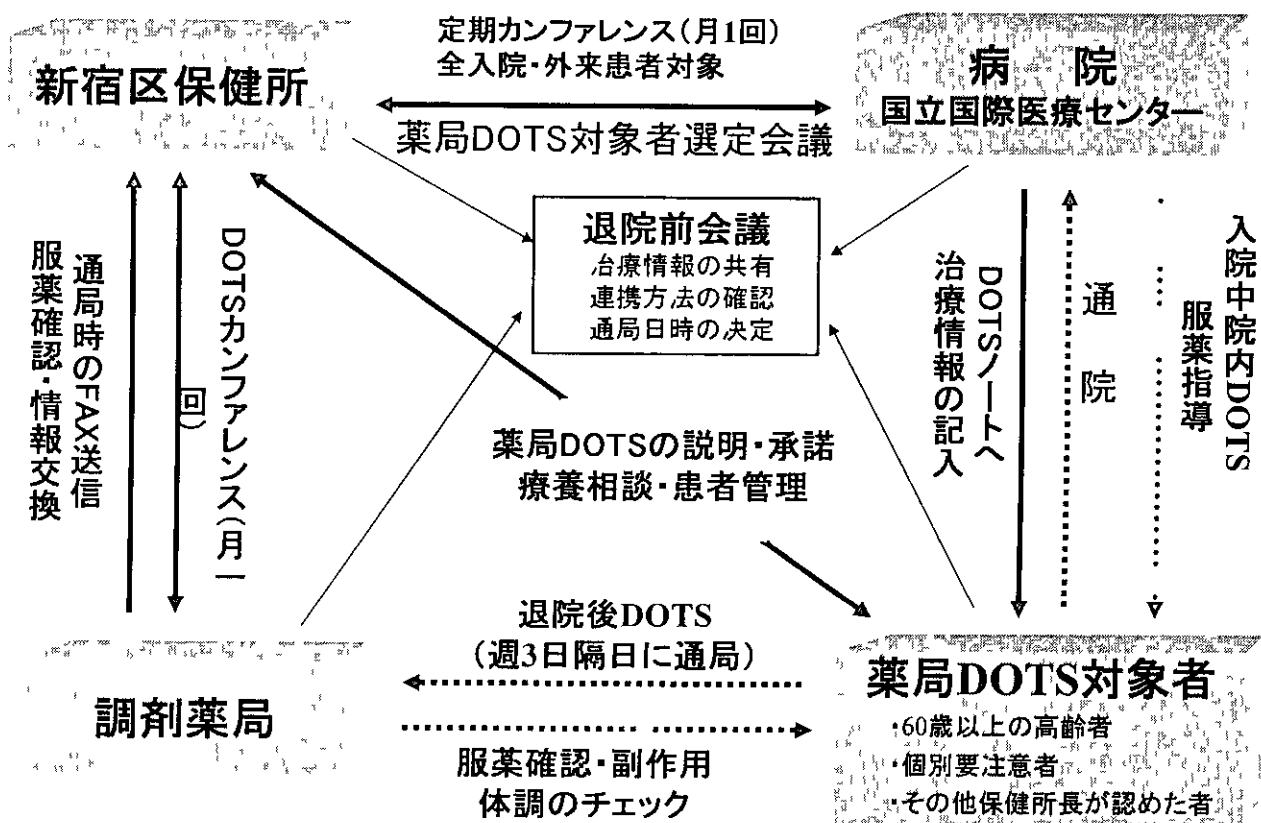 定期カンファレンス(月1回)
全入院・外来患者対象
新宿区保健所
病 院
国立国際医療センター
薬局DOTS対象者選定会議
退院前会議
治療情報の共有
連携方法の確認
通局日時の決定
通局時のFAX送信
服薬確認・情報交換
DOTSカンファレンス(月一
回)
DOTSノートへ
治療情報の記入
通 院
入院中院内DOTS
服薬指導
薬局DOTSの説明・承諾
療養相談・患者管理
退院後DOTS
(週3日隔日に通局)
調剤薬局
服薬確認・副作用
体調のチェック
薬局DOTS対象者
・60歳以上の高齢者
・個別要注意者
・その他保健所長が認めた者